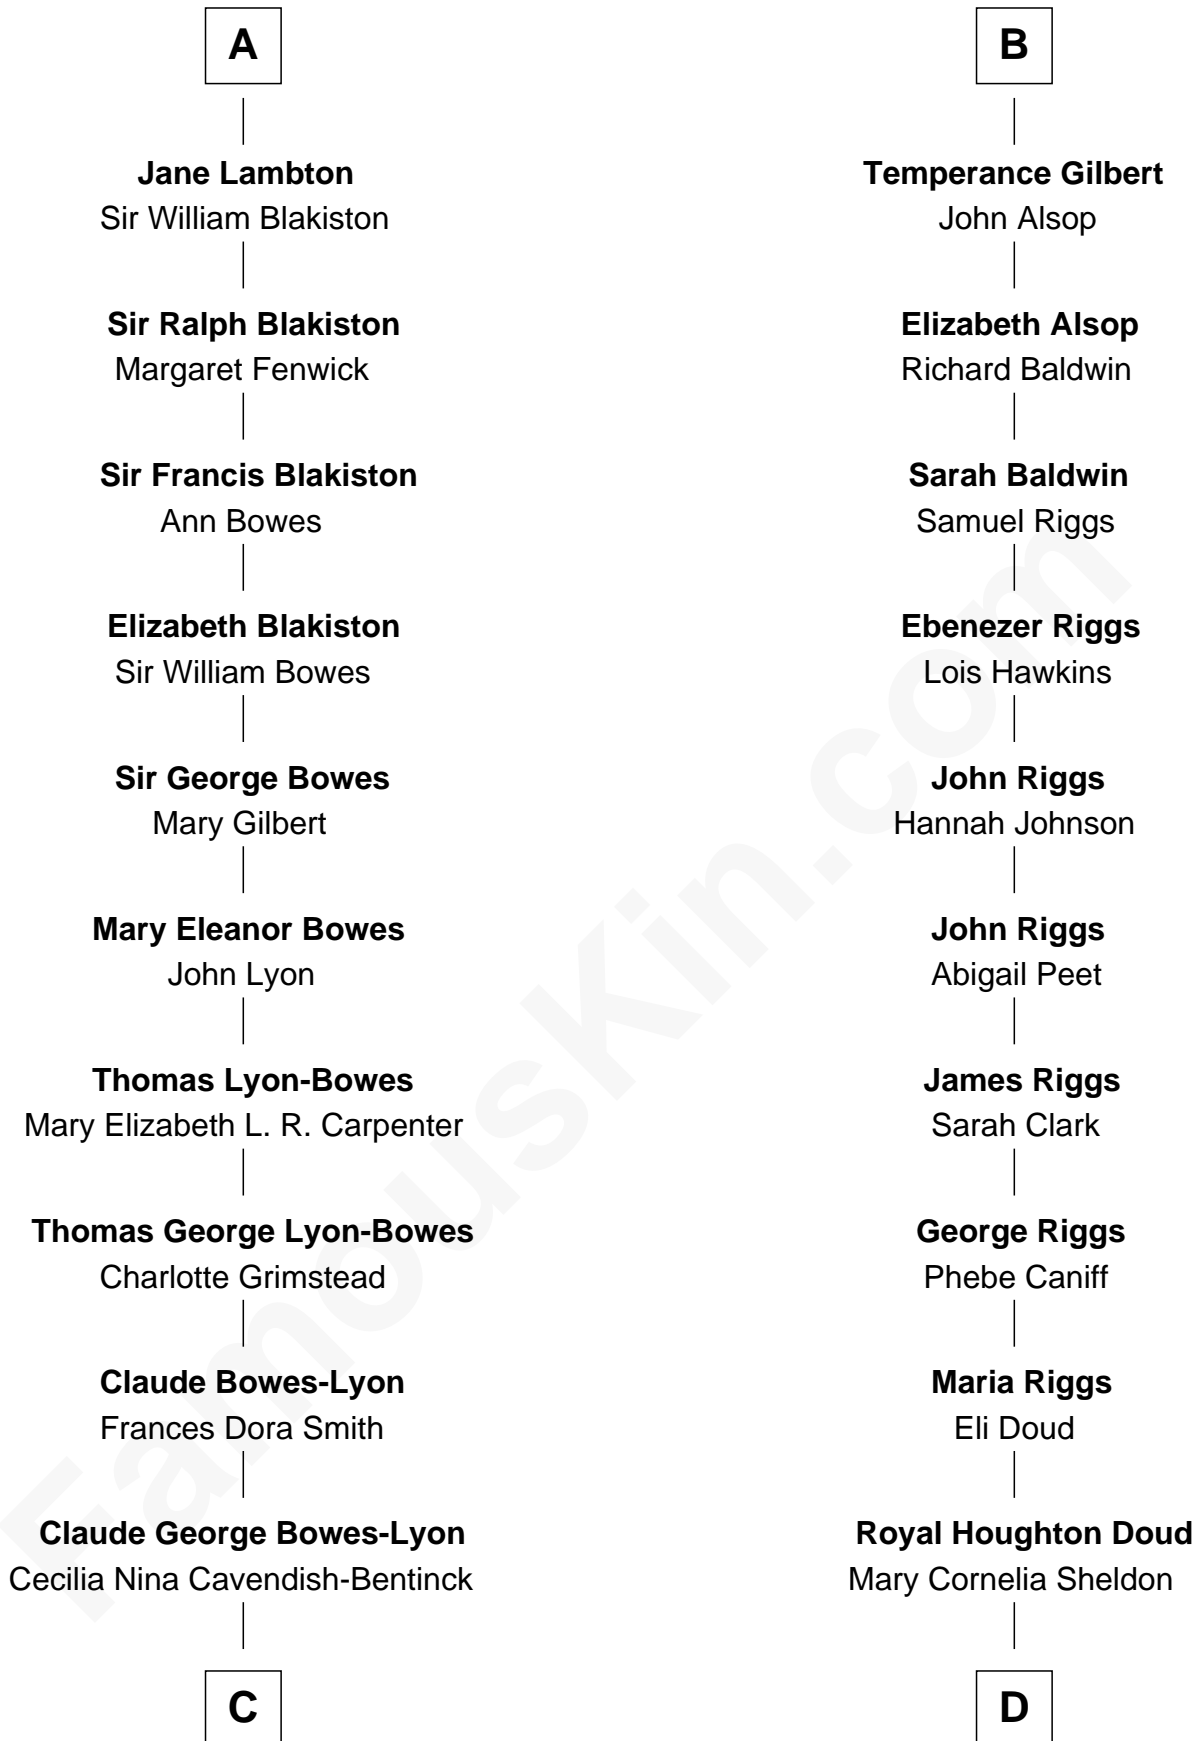 A
Jane Lambton
Sir William Blakiston
Sir Ralph Blakiston
Margaret Fenwick
Sir Francis Blakiston
Ann Bowes
Elizabeth Blakiston
Sir William Bowes
Sir George Bowes
Mary Gilbert
Mary Eleanor Bowes
John Lyon
Thomas Lyon-Bowes
Mary Elizabeth L. R. Carpenter
Thomas George Lyon-Bowes
Charlotte Grimstead
Claude Bowes-Lyon
Frances Dora Smith
Claude George Bowes-Lyon
Cecilia Nina Cavendish-Bentinck
C
B
Temperance Gilbert
John Alsop
Elizabeth Alsop
Richard Baldwin
Sarah Baldwin
Samuel Riggs
Ebenezer Riggs
Lois Hawkins
John Riggs
Hannah Johnson
John Riggs
Abigail Peet
James Riggs
Sarah Clark
George Riggs
Phebe Caniff
Maria Riggs
Eli Doud
Royal Houghton Doud
Mary Cornelia Sheldon
D
FamousKin.com